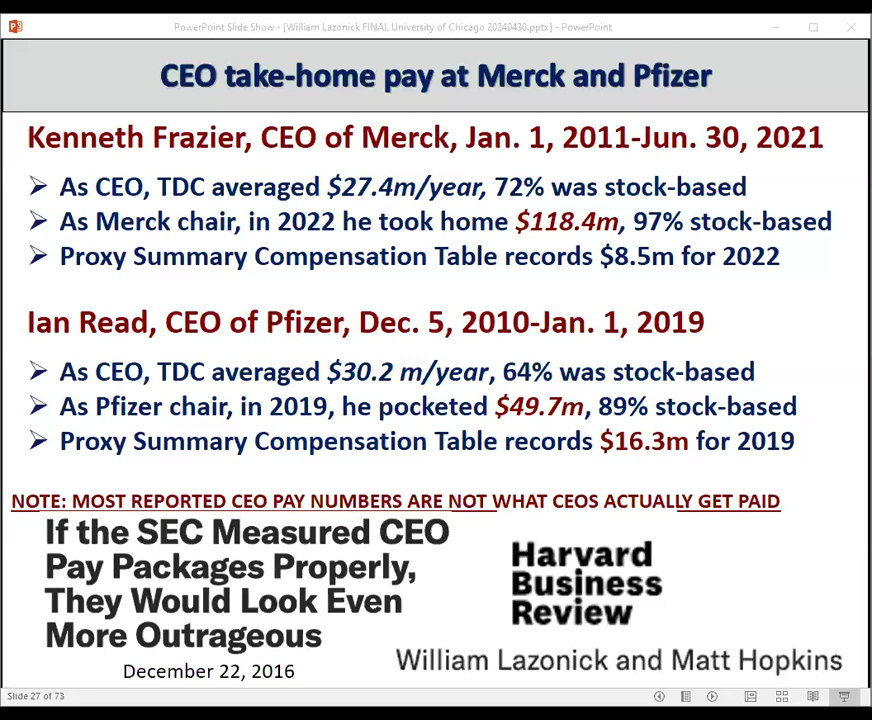 PowerPoint Slide Show - [William Lazonick FINAL University of Chicago 20240430.pptx] - PowerPoint
CEO take-home pay at Merck and Pfizer
Kenneth Frazier, CEO of Merck, Jan. 1, 2011-Jun. 30, 2021
➢ As CEO, TDC averaged $27.4m/year, 72% was stock-based
➢ As Merck chair, in 2022 he took home $118.4m, 97% stock-based
➢ Proxy Summary Compensation Table records $8.5m for 2022
Ian Read, CEO of Pfizer, Dec. 5, 2010-Jan. 1, 2019
➢ As CEO, TDC averaged $30.2 m/year, 64% was stock-based
➢ As Pfizer chair, in 2019, he pocketed $49.7m, 89% stock-based
➢ Proxy Summary Compensation Table records $16.3m for 2019
NOTE: MOST REPORTED CEO PAY NUMBERS ARE NOT WHAT CEOS ACTUALLY GET PAID
If the SEC Measured CEO
Pay Packages Properly,
They Would Look Even
More Outrageous
December 22, 2016
Harvard
Business
Review
William Lazonick and Matt Hopkins
Slide 27 of 73